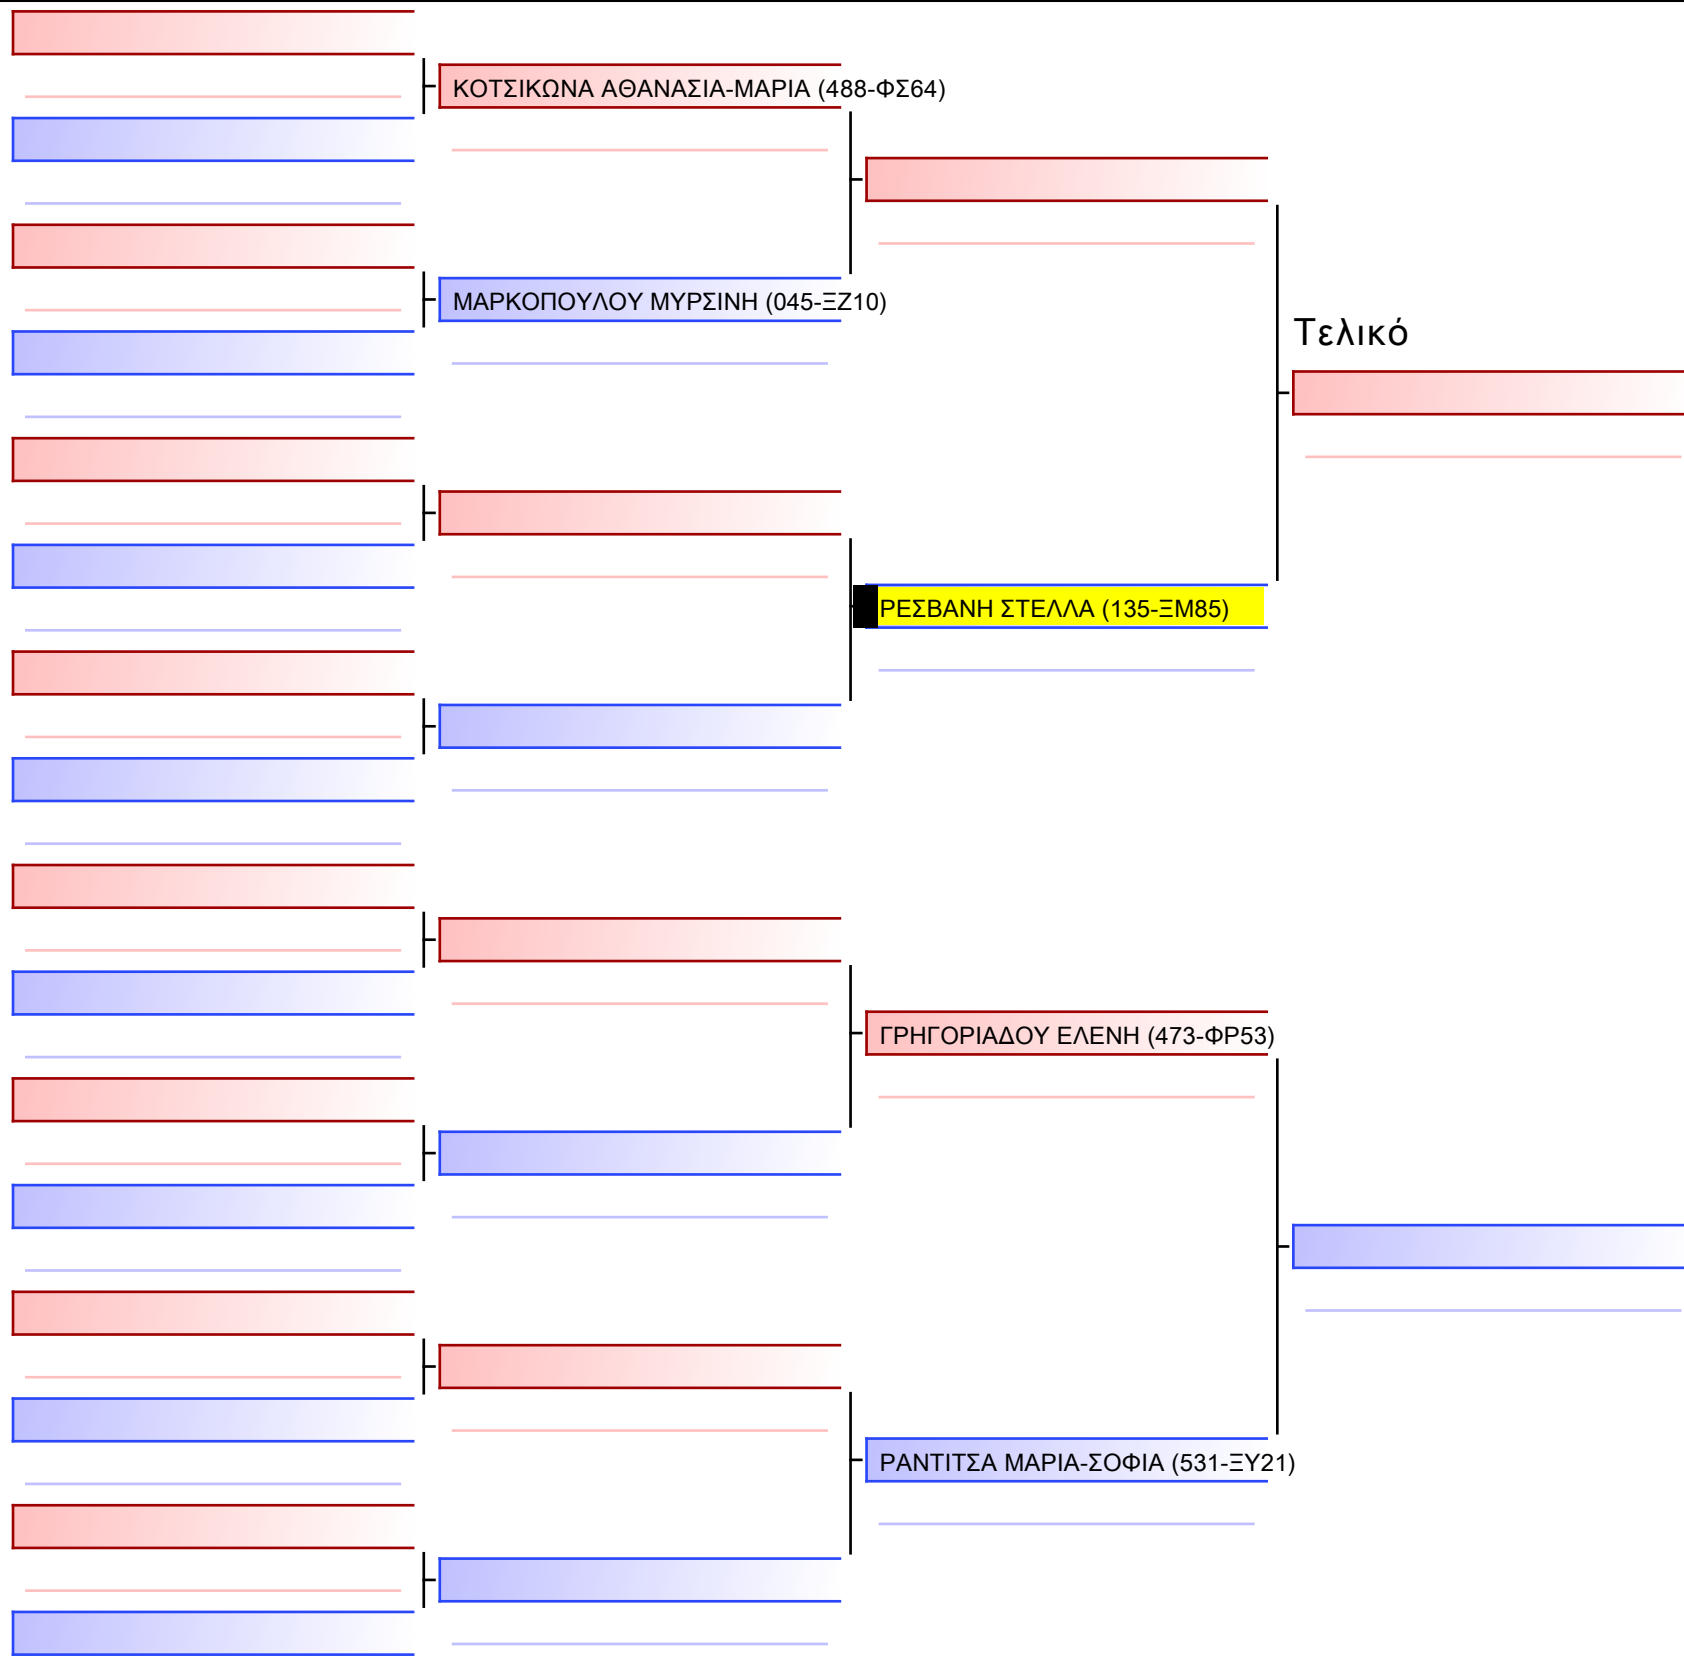 ΚΟΤΣΙΚΩΝΑ ΑΘΑΝΑΣΙΑ-ΜΑΡΙΑ (488-ΦΣ64)
ΜΑΡΚΟΠΟΥΛΟΥ ΜΥΡΣΙΝΗ (045-ΞΖ10)
Τελικό
ΡΕΣΒΑΝΗ ΣΤΕΛΛΑ (135-ΞΜ85)
ΓΡΗΓΟΡΙΑΔΟΥ ΕΛΕΝΗ (473-ΦΡ53)
ΡΑΝΤΙΤΣΑ ΜΑΡΙΑ-ΣΟΦΙΑ (531-ΞΥ21)